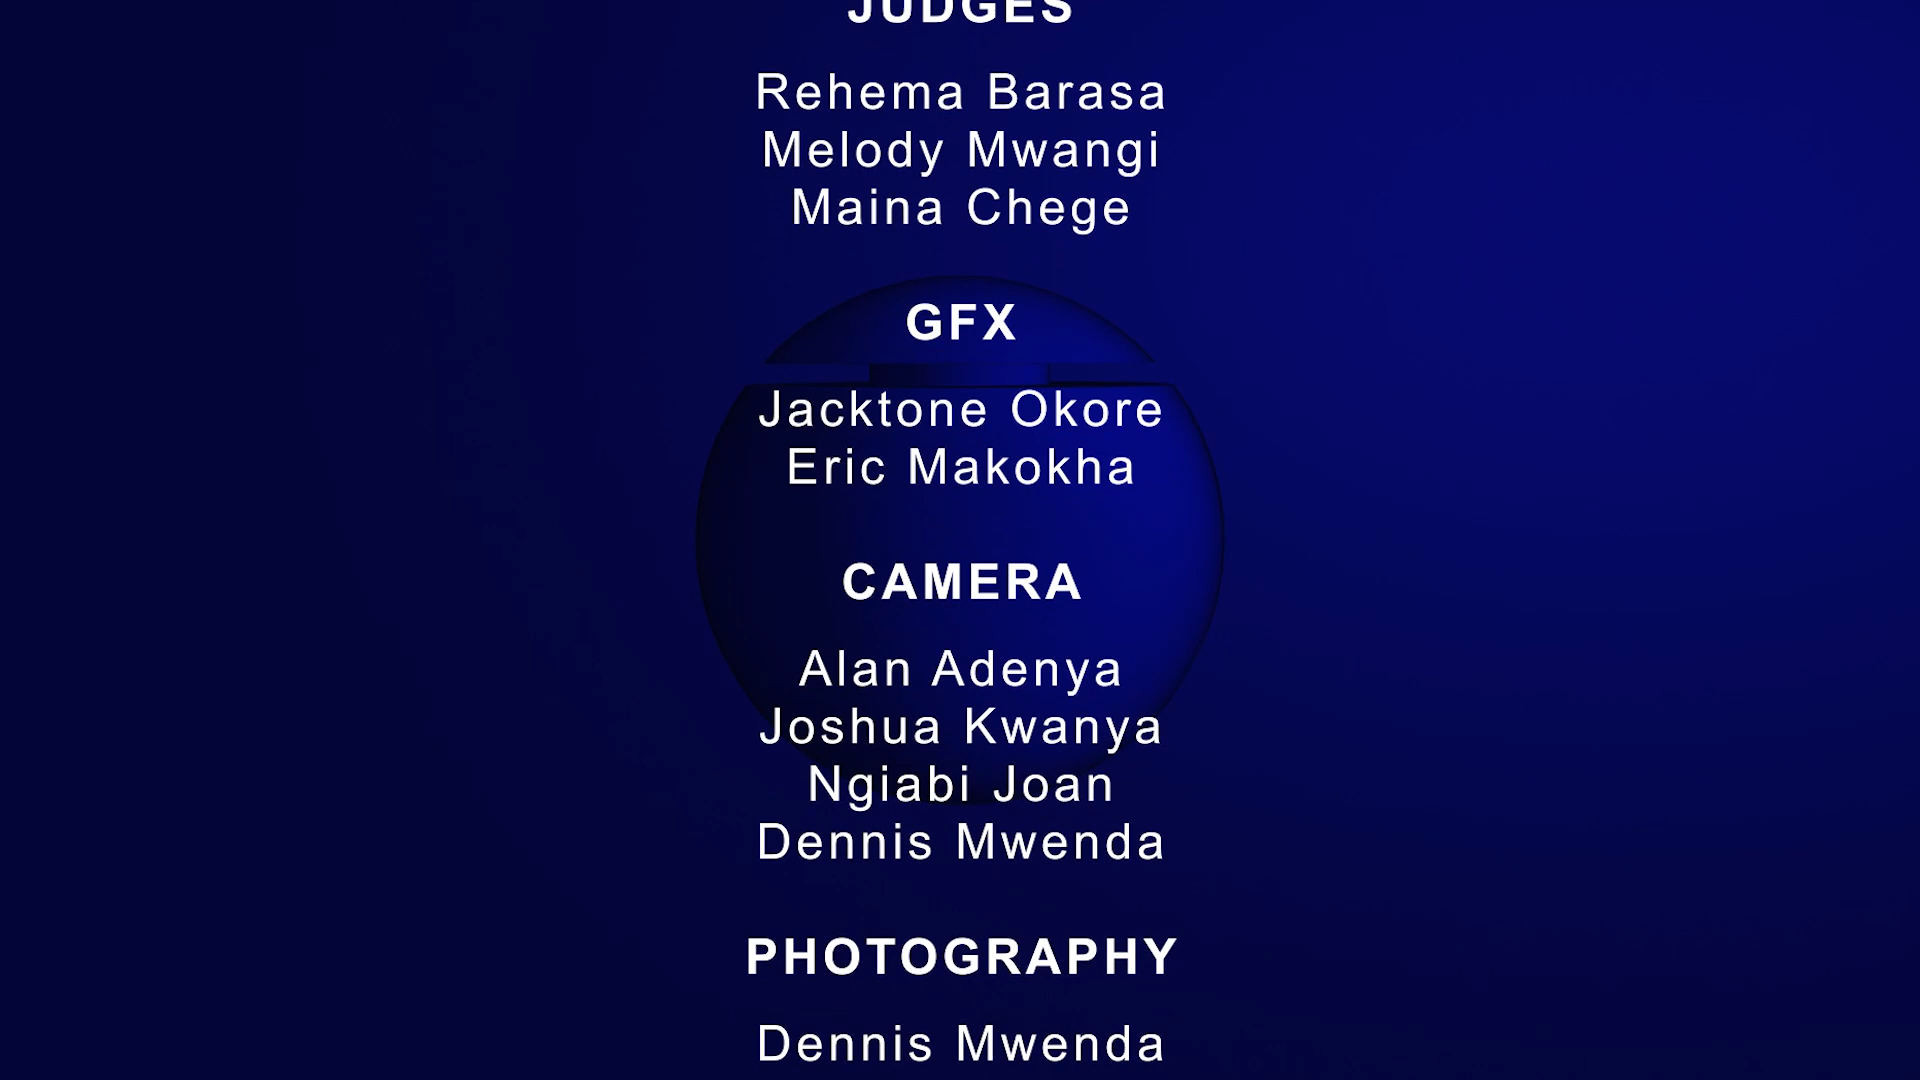 JUDGES
Rehema Barasa
Melody Mwangi
Maina Chege
GFX
Jacktone Okore
Eric Makokha
CAMERA
Alan Adenya
Joshua Kwanya
Ngiabi Joan
Dennis Mwenda
PHOTOGRAPHY
Dennis Mwenda